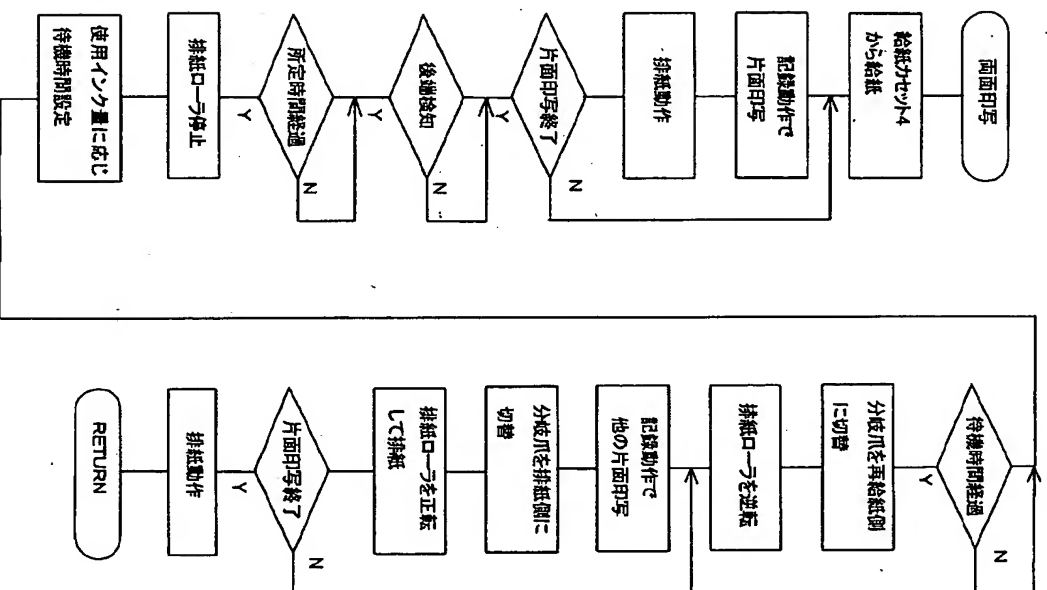 両面印写
給紙カセット4
から給紙
記録動作で
片面印写
排紙動作
片面印写終了
N
Y
後端検知
N
Y
所定時間経過
N
Y
排紙ローラ停止
使用インク量に応じ
待機時間設定
待機時間経過
N
Y
分岐爪を再給紙側
に切替
排紙ローラを逆転
記録動作で
他の片面印写
分岐爪を排紙側に
切替
排紙ローラを正転
して排紙
片面印写終了
N
Y
排紙動作
RETURN